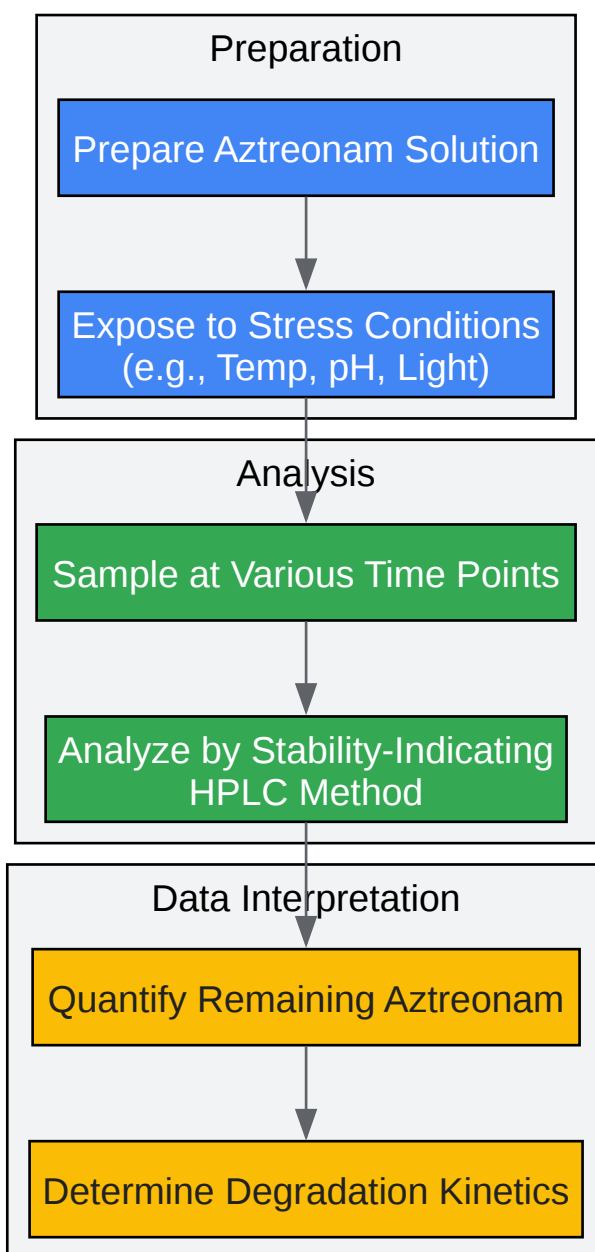 Preparation
Prepare Aztreonam Solution
Expose to Stress Conditions
(e.g., Temp, pH, Light)
Analysis
Sample at Various Time Points
Analyze by Stability-Indicating
HPLC Method
Data Interpretation
Quantify Remaining Aztreonam
Determine Degradation Kinetics